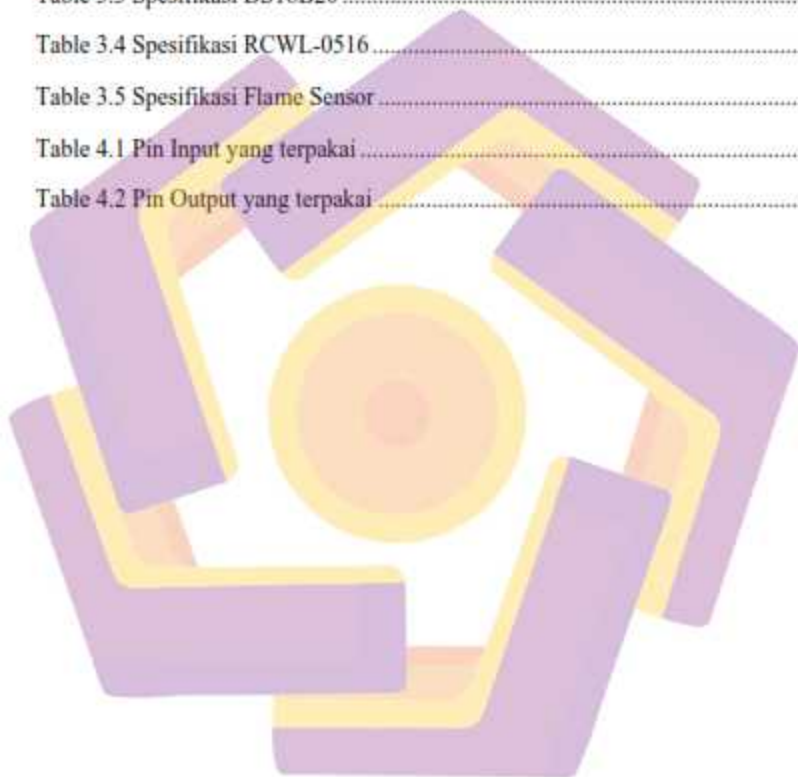 Table 3.4 Spesifikasi RCWL-0516
Table 3.5 Spesifikasi Flame Sensor
Table 4.1 Pin Input yang terpakai
Table 4.2 Pin Output yang terpakai